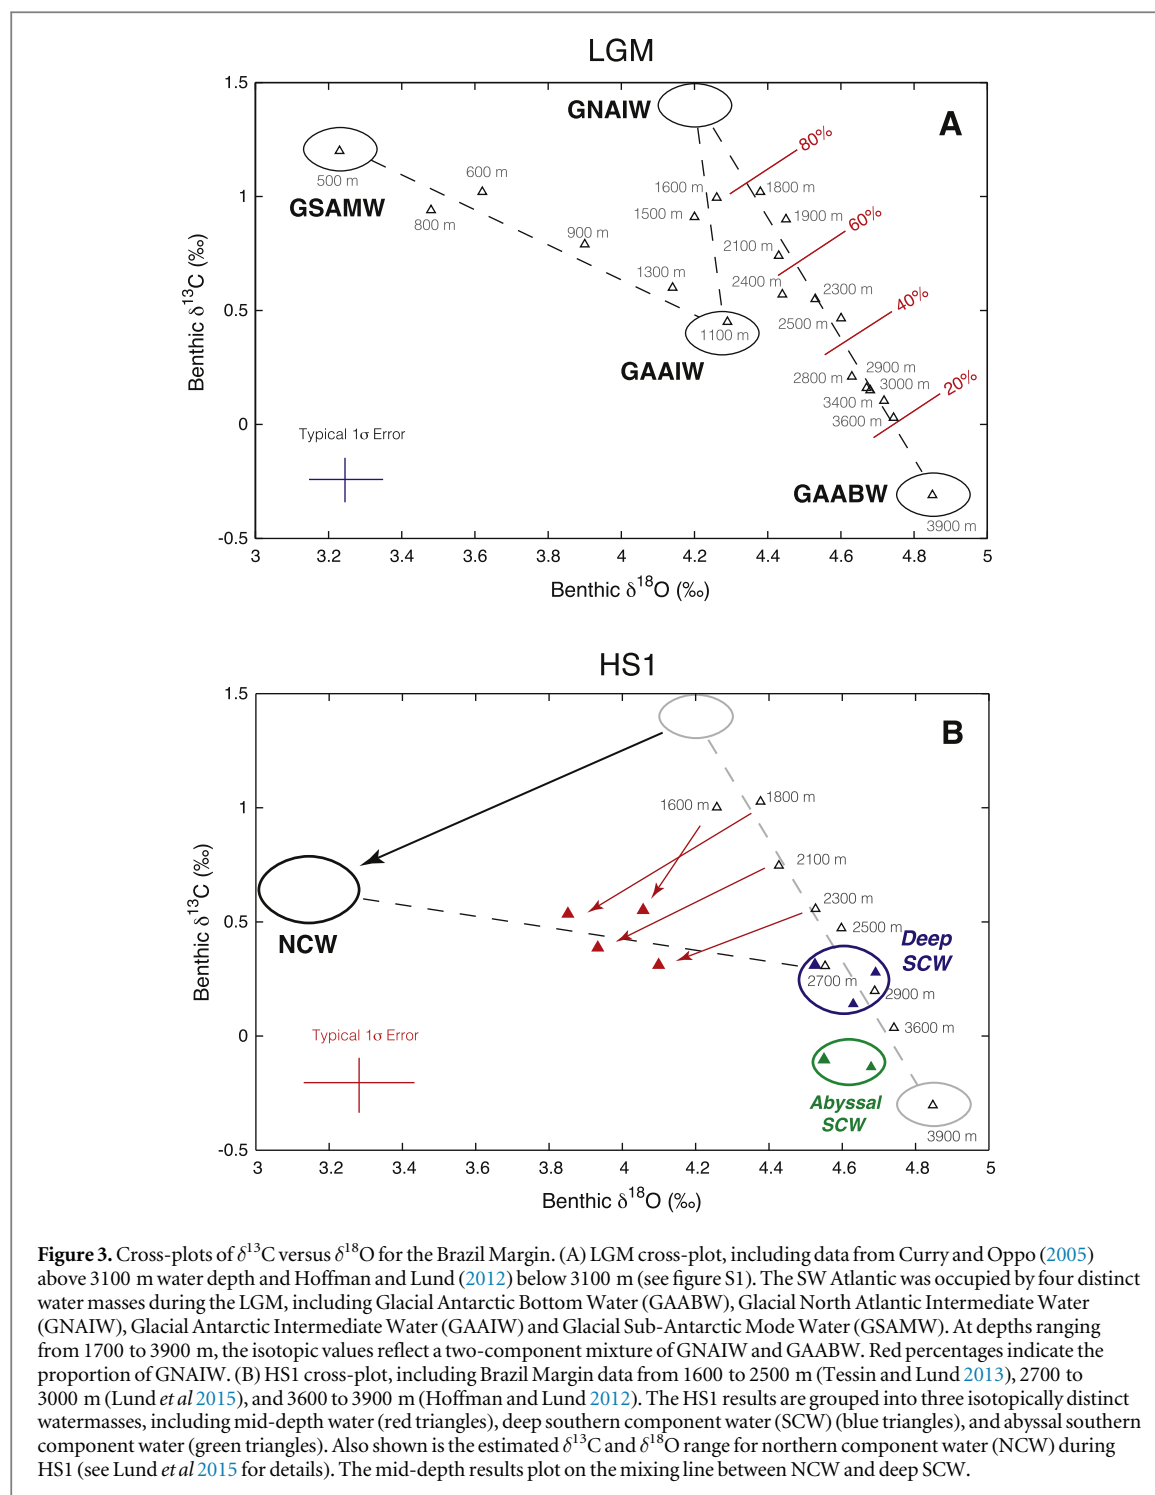 LGM
A
GNAIW
GSAMW
GAAIW
GAABW
500 m
600 m
800 m
900 m
1300 m
1100 m
1600 m
1500 m
1800 m
1900 m
2100 m
2400 m
2300 m
2500 m
2800 m
2900 m
3000 m
3400 m
3600 m
3900 m
80%
60%
40%
20%
Typical 1σ Error
1.5
1
0.5
0
-0.5
Benthic δ13C (‰)
3 3.2 3.4 3.6 3.8 4 4.2 4.4 4.6 4.8 5
Benthic δ18O (‰)
HS1
B
1600 m
1800 m
2100 m
2300 m
2500 m
2700 m
2900 m
3600 m
3900 m
NCW
Deep
SCW
Abyssal
SCW
Typical 1σ Error
1.5
1
0.5
0
-0.5
Benthic δ13C (‰)
3 3.2 3.4 3.6 3.8 4 4.2 4.4 4.6 4.8 5
Benthic δ18O (‰)
Figure 3. Cross-plots of δ13C versus δ18O for the Brazil Margin. (A) LGM cross-plot, including data from Curry and Oppo (2005)
above 3100 m water depth and Hoffman and Lund (2012) below 3100 m (see figure S1). The SW Atlantic was occupied by four distinct
water masses during the LGM, including Glacial Antarctic Bottom Water (GAABW), Glacial North Atlantic Intermediate Water
(GNAIW), Glacial Antarctic Intermediate Water (GAAIW) and Glacial Sub-Antarctic Mode Water (GSAMW). At depths ranging
from 1700 to 3900 m, the isotopic values reflect a two-component mixture of GNAIW and GAABW. Red percentages indicate the
proportion of GNAIW. (B) HS1 cross-plot, including Brazil Margin data from 1600 to 2500 m (Tessin and Lund 2013), 2700 to
3000 m (Lund et al 2015), and 3600 to 3900 m (Hoffman and Lund 2012). The HS1 results are grouped into three isotopically distinct
watermasses, including mid-depth water (red triangles), deep southern component water (SCW) (blue triangles), and abyssal southern
component water (green triangles). Also shown is the estimated δ13C and δ18O range for northern component water (NCW) during
HS1 (see Lund et al 2015 for details). The mid-depth results plot on the mixing line between NCW and deep SCW.